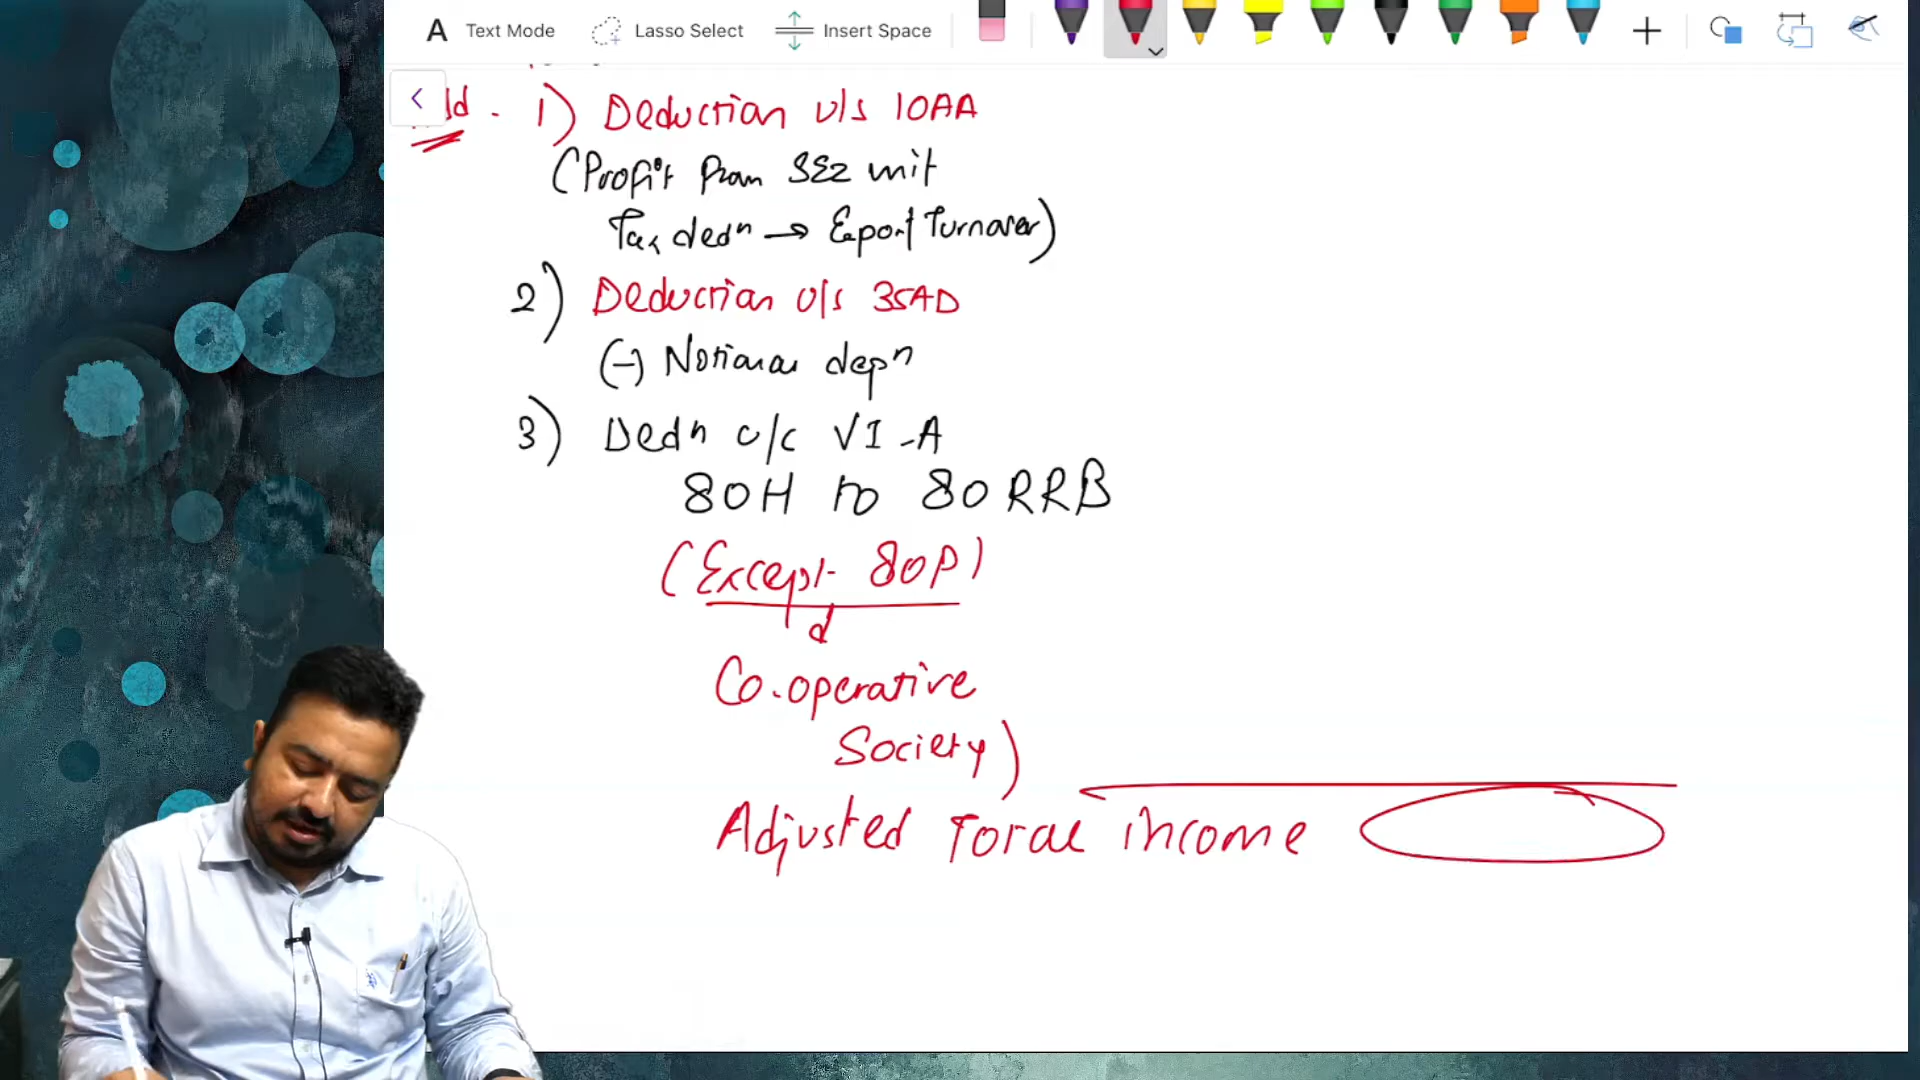 A Text Mode Lasso Select Insert Space
1) Deduction u/s 10AA
(Profit from SEZ unit
Tax dedn → Export Turnover)
2) Deduction u/s 35AD
(-) Notional depn
3) Dedn u/c VI-A
80H to 80RRB
(Except 80P)
Co.operative
Society)
Adjusted Total income